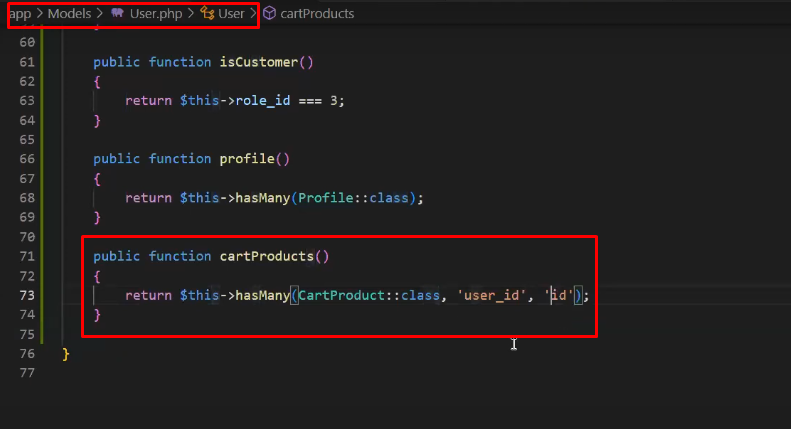 app > Models > User.php > User > cartProducts
60
61 public function isCustomer()
62 {
63 return $this->role_id === 3;
64 }
65
66 public function profile()
67 {
68 return $this->hasMany(Profile::class);
69 }
70
71 public function cartProducts()
72 {
73 return $this->hasMany(CartProduct::class, 'user_id', 'id');
74 }
75
76 }
77